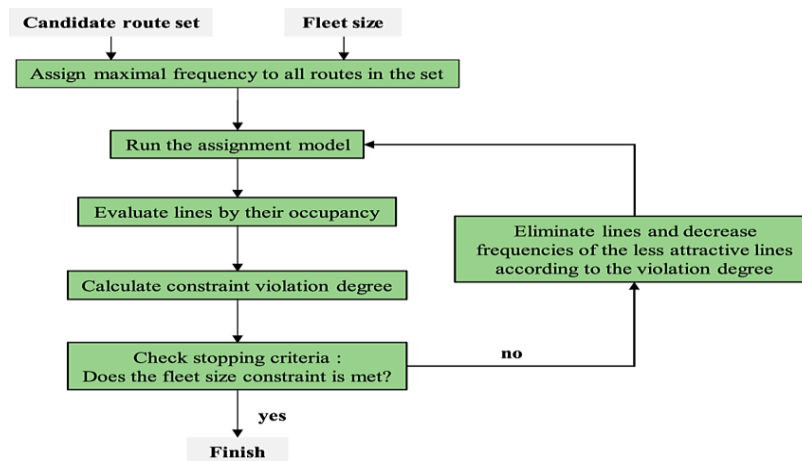 Candidate route set
Fleet size
Assign maximal frequency to all routes in the set
Run the assignment model
Evaluate lines by their occupancy
Calculate constraint violation degree
Check stopping criteria :
Does the fleet size constraint is met?
no
Eliminate lines and decrease
frequencies of the less attractive lines
according to the violation degree
yes
Finish